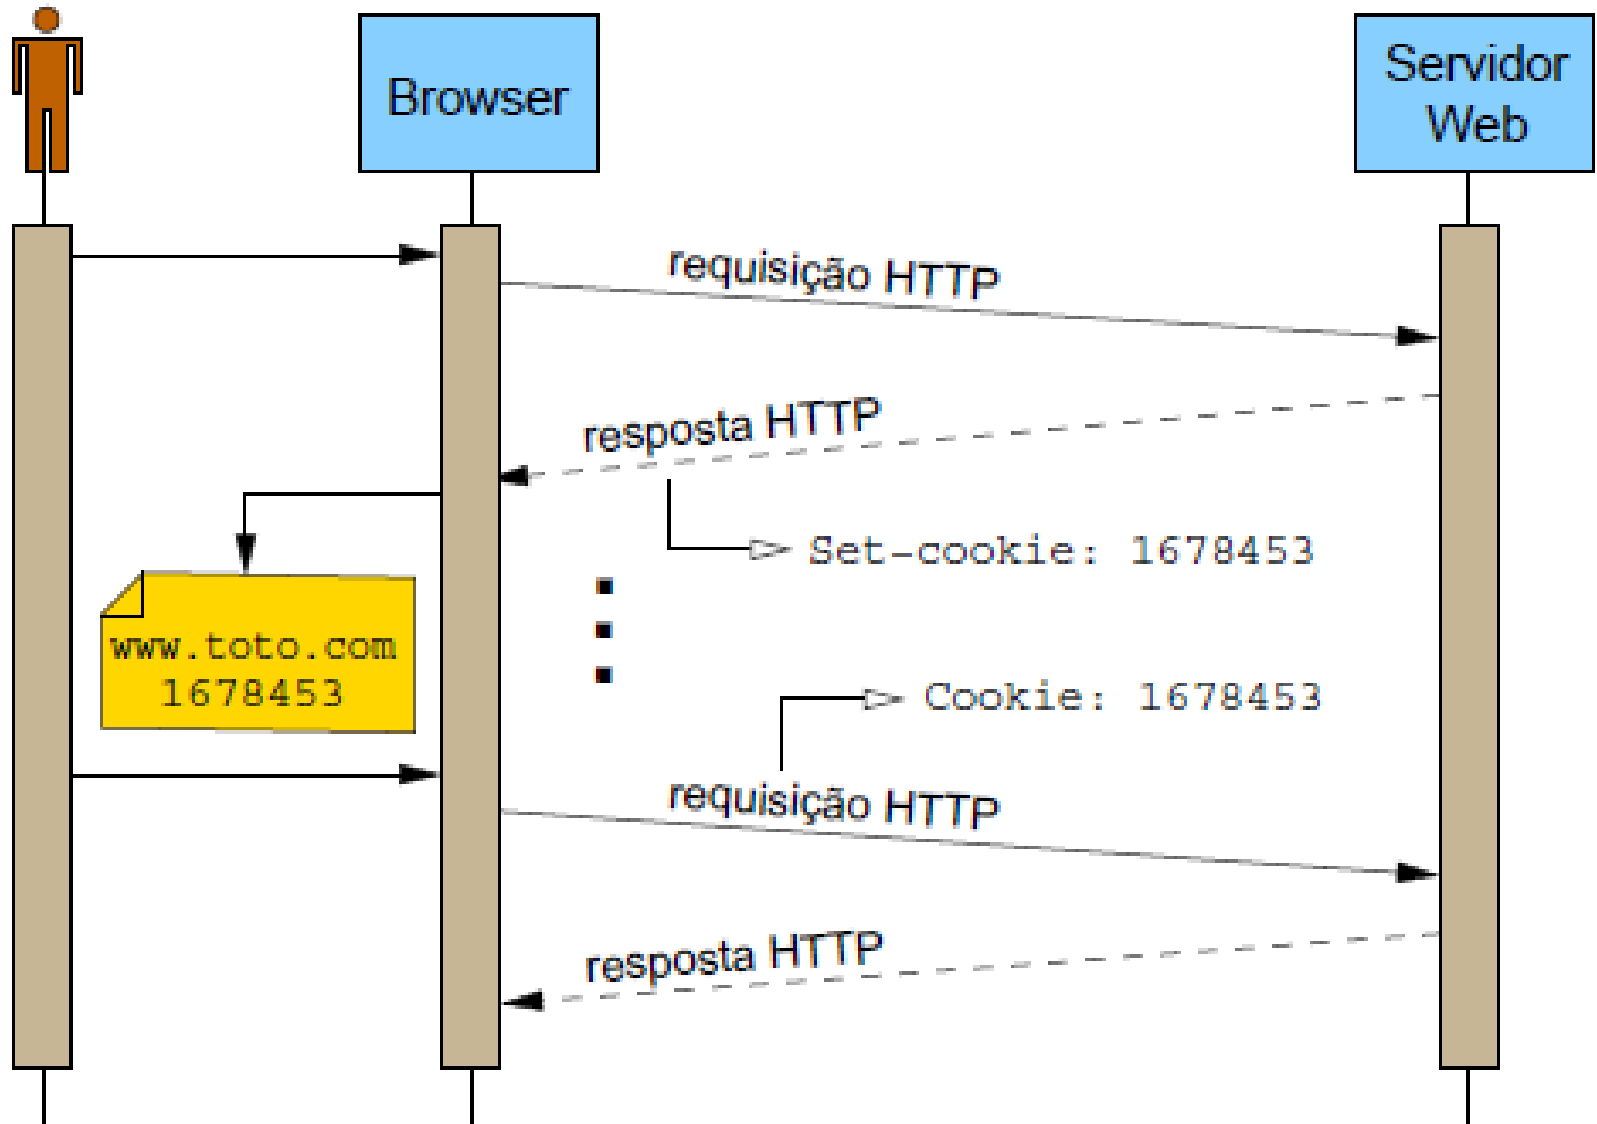 Browser
Servidor
Web
requisição HTTP
resposta HTTP
Set-cookie: 1678453
www.toto.com
1678453
Cookie: 1678453
requisição HTTP
resposta HTTP